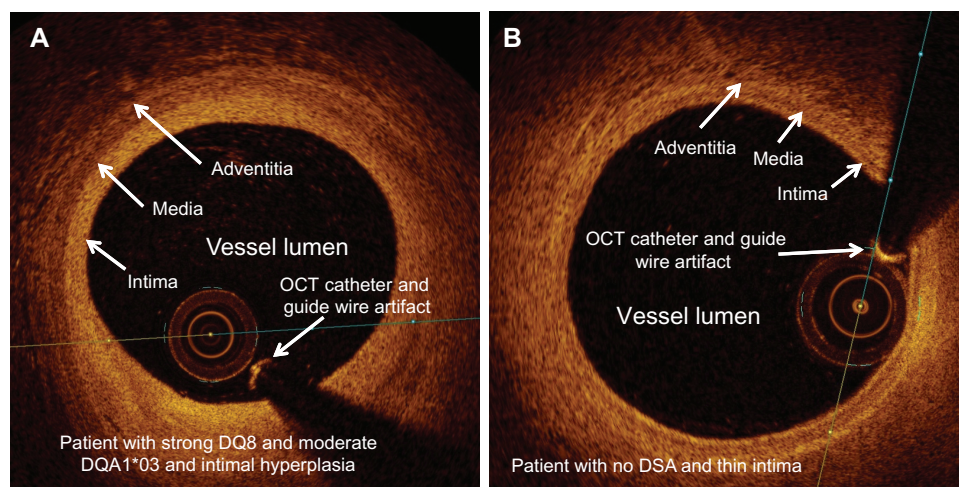 A
Adventitia
Media
Vessel lumen
Intima
OCT catheter and
guide wire artifact
Patient with strong DQ8 and moderate
DQA1*03 and intimal hyperplasia
B
Adventitia
Media
Intima
OCT catheter and guide
wire artifact
Vessel lumen
Patient with no DSA and thin intima